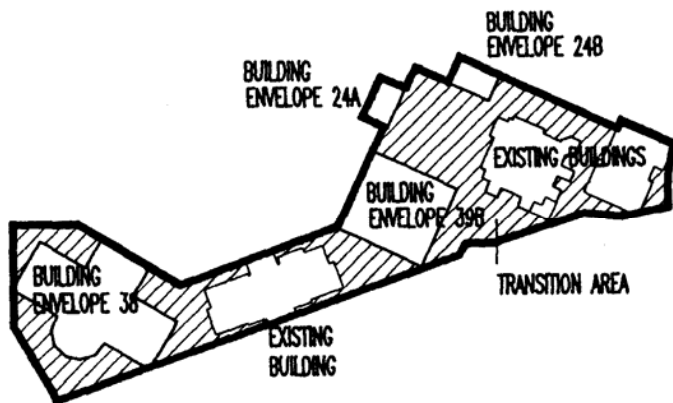 BUILDING
ENVELOPE 24B
BUILDING
ENVELOPE 24A
EXISTING BUILDINGS
BUILDING
ENVELOPE 39B
BUILDING
ENVELOPE 38
TRANSITION AREA
EXISTING
BUILDING